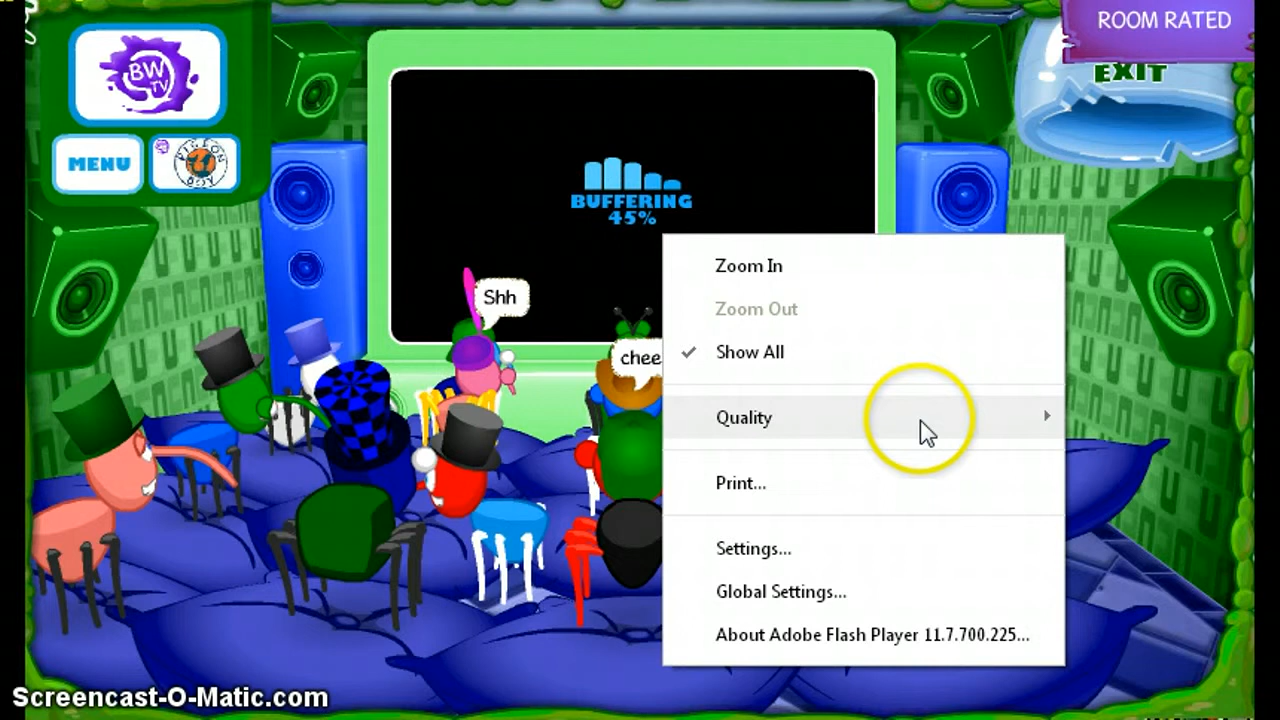 ROOM RATED
EXIT
BW
TV
MENU
BUFFERING
45%
Shh
chee
Zoom In
Zoom Out
Show All
Quality
Print...
Settings...
Global Settings...
About Adobe Flash Player 11.7.700.225...
Screencast-O-Matic.com